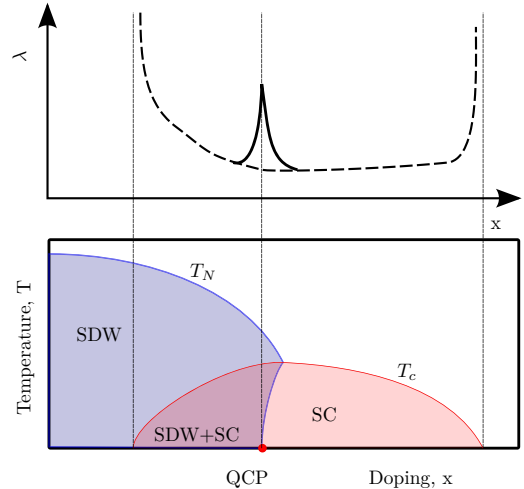 λ
x
T_N
Temperature, T
SDW
T_c
SC
SDW+SC
QCP
Doping, x